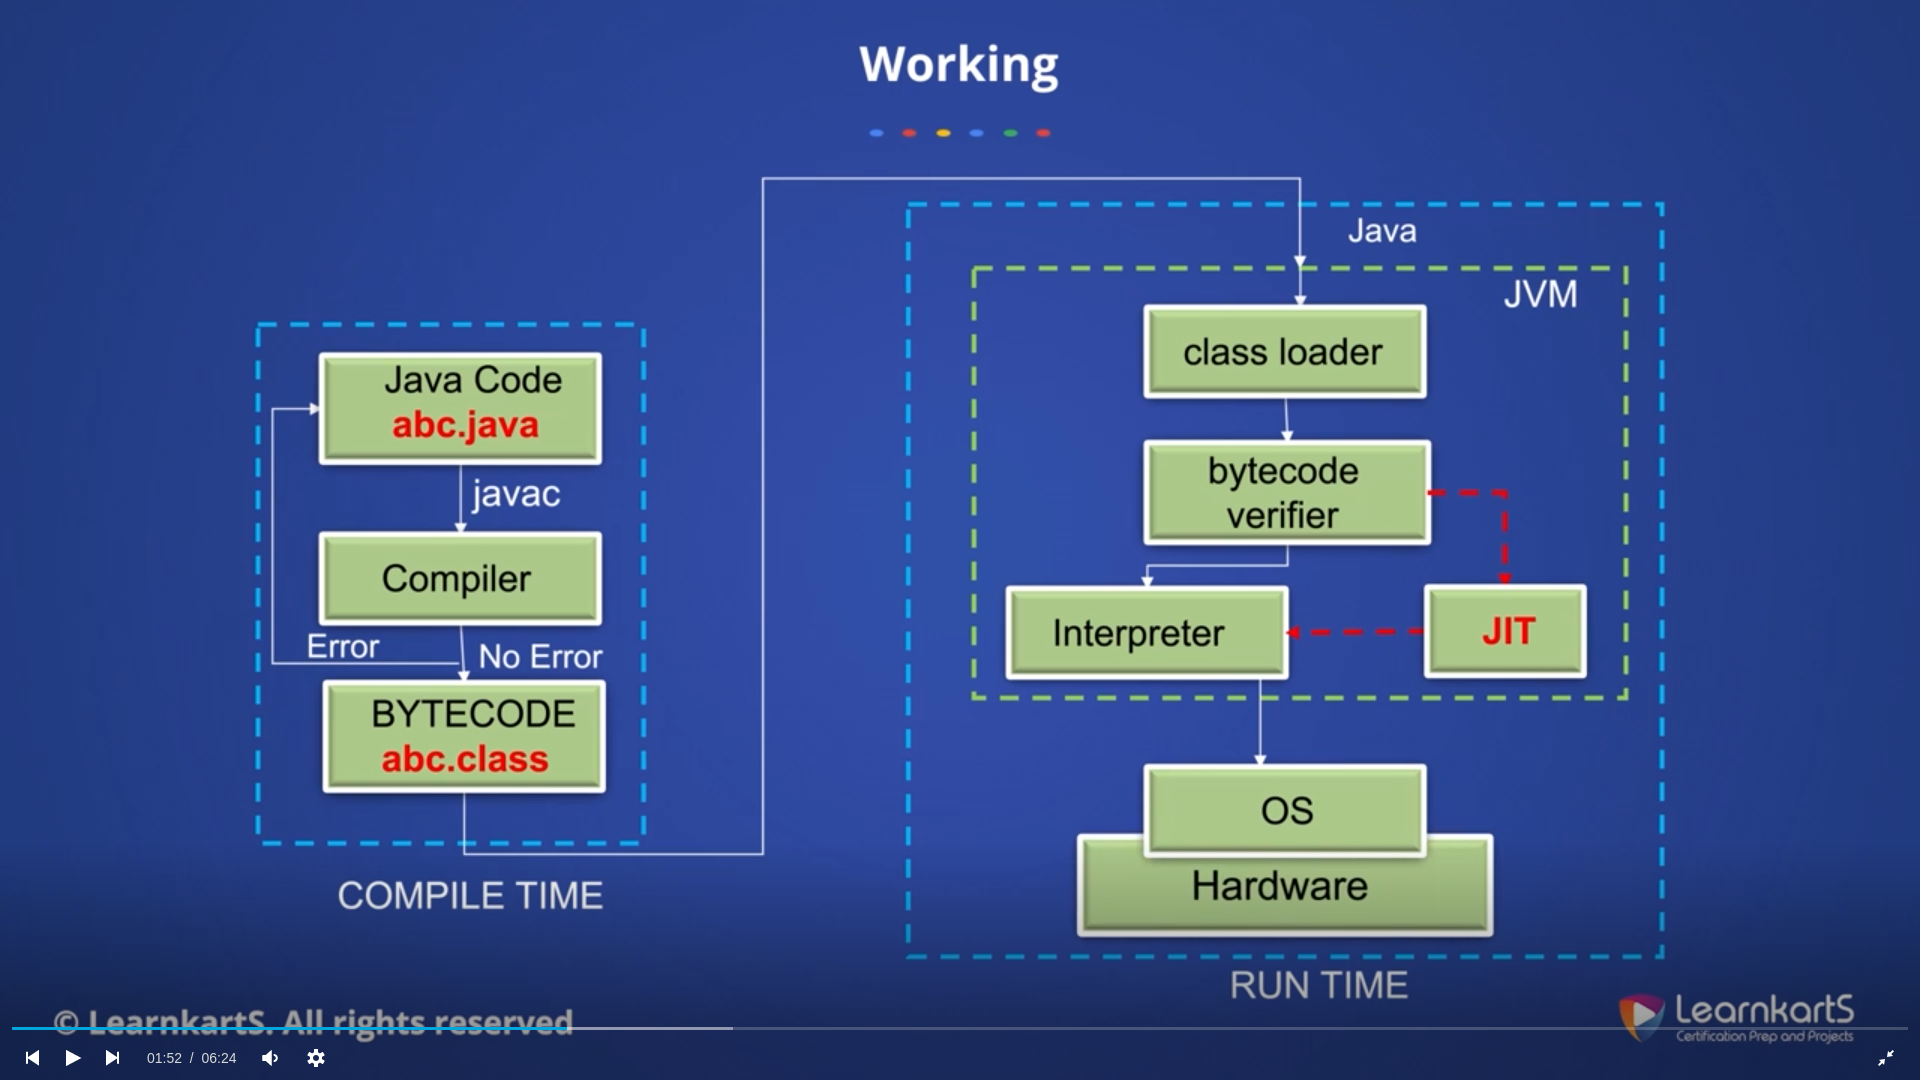 Working
Java Code
abc.java
javac
Compiler
Error
No Error
BYTECODE
abc.class
COMPILE TIME
Java
JVM
class loader
bytecode
verifier
Interpreter
JIT
OS
Hardware
RUN TIME
© LearnkartS. All rights reserved
LearnkartS
Certification Prep and Projects
01:52 / 06:24